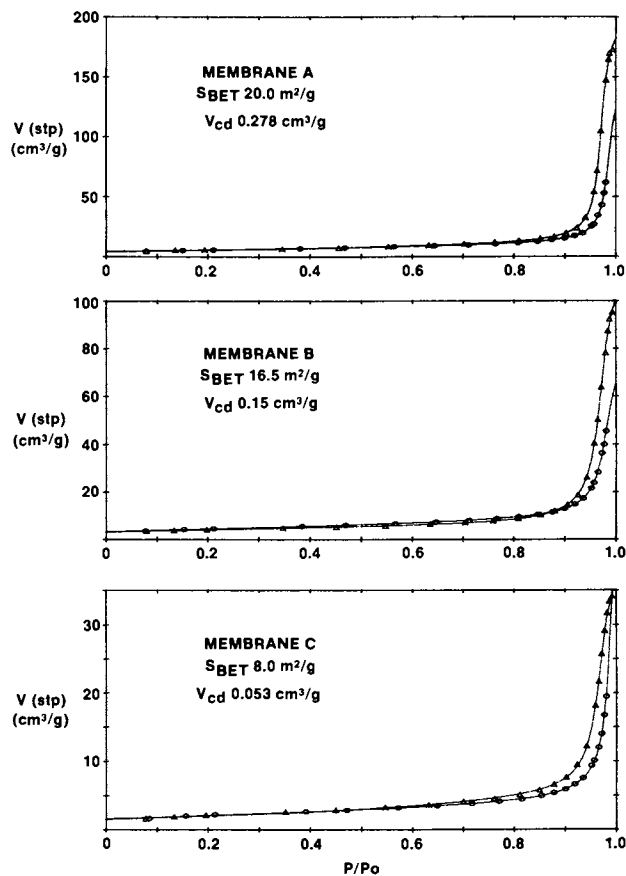 200
MEMBRANE A
SBET 20.0 m²/g
150
Vcd 0.278 cm³/g
V (stp)
(cm³/g)
100
50
0.2 0.4 0.6 0.8 1.0
100
80
MEMBRANE B
SBET 16.5 m²/g
60
Vcd 0.15 cm³/g
V (stp)
(cm³/g)
40
20
0.2 0.4 0.6 0.8 1.0
30
MEMBRANE C
SBET 8.0 m²/g
V (stp)
Vcd 0.053 cm³/g
(cm³/g)
20
10
0 0.2 0.4 0.6 0.8 1.0
P/Po